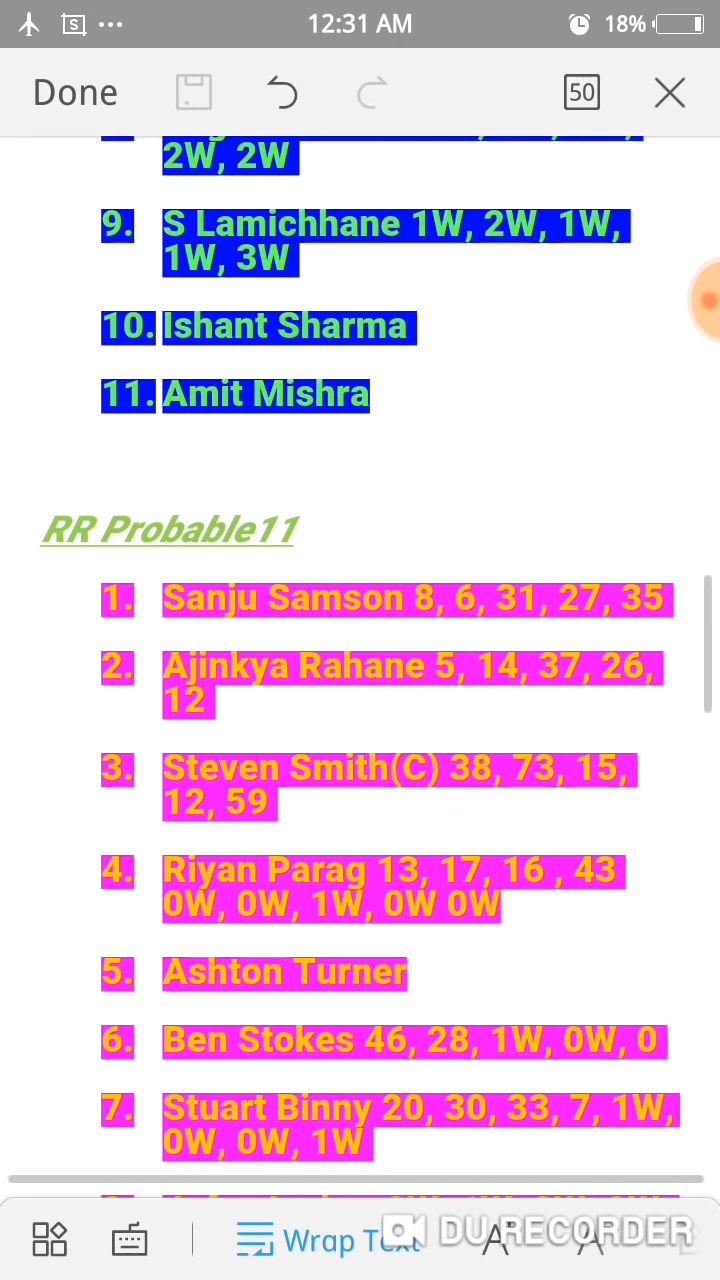 12:31 AM
18%
Done
50
2W, 2W
9. S Lamichhane 1W, 2W, 1W,
1W, 3W
10. Ishant Sharma
11. Amit Mishra
RR Probable11
1. Sanju Samson 8, 6, 31, 27, 35
2. Ajinkya Rahane 5, 14, 37, 26,
12
3. Steven Smith(C) 38, 73, 15,
12, 59
4. Riyan Parag 13, 17, 16 , 43
0W, 0W, 1W, 0W 0W
5. Ashton Turner
6. Ben Stokes 46, 28, 1W, 0W, 0
7. Stuart Binny 20, 30, 33, 7, 1W,
0W, 0W, 1W
Wrap Text
DU RECORDER